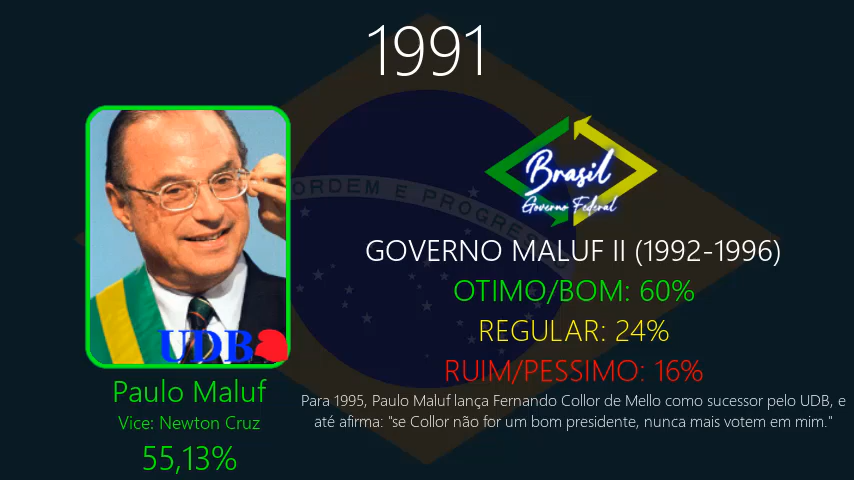 1991
ORDEM E PROGRESSO
Brasil
Governo Federal
GOVERNO MALUF II (1992-1996)
OTIMO/BOM: 60%
REGULAR: 24%
RUIM/PESSIMO: 16%
UDB
Paulo Maluf
Vice: Newton Cruz
55,13%
Para 1995, Paulo Maluf lança Fernando Collor de Mello como sucessor pelo UDB, e
até afirma: "se Collor não for um bom presidente, nunca mais votem em mim."